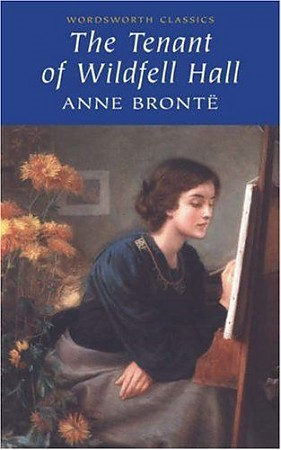 WORDSWORTH CLASSICS
The Tenant
of Wildfell Hall
ANNE BRONTË